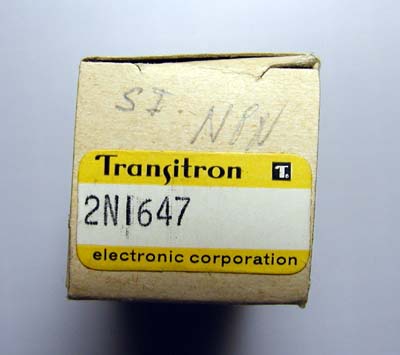 SI. NPN
Transitron T.
2N1647
electronic corporation